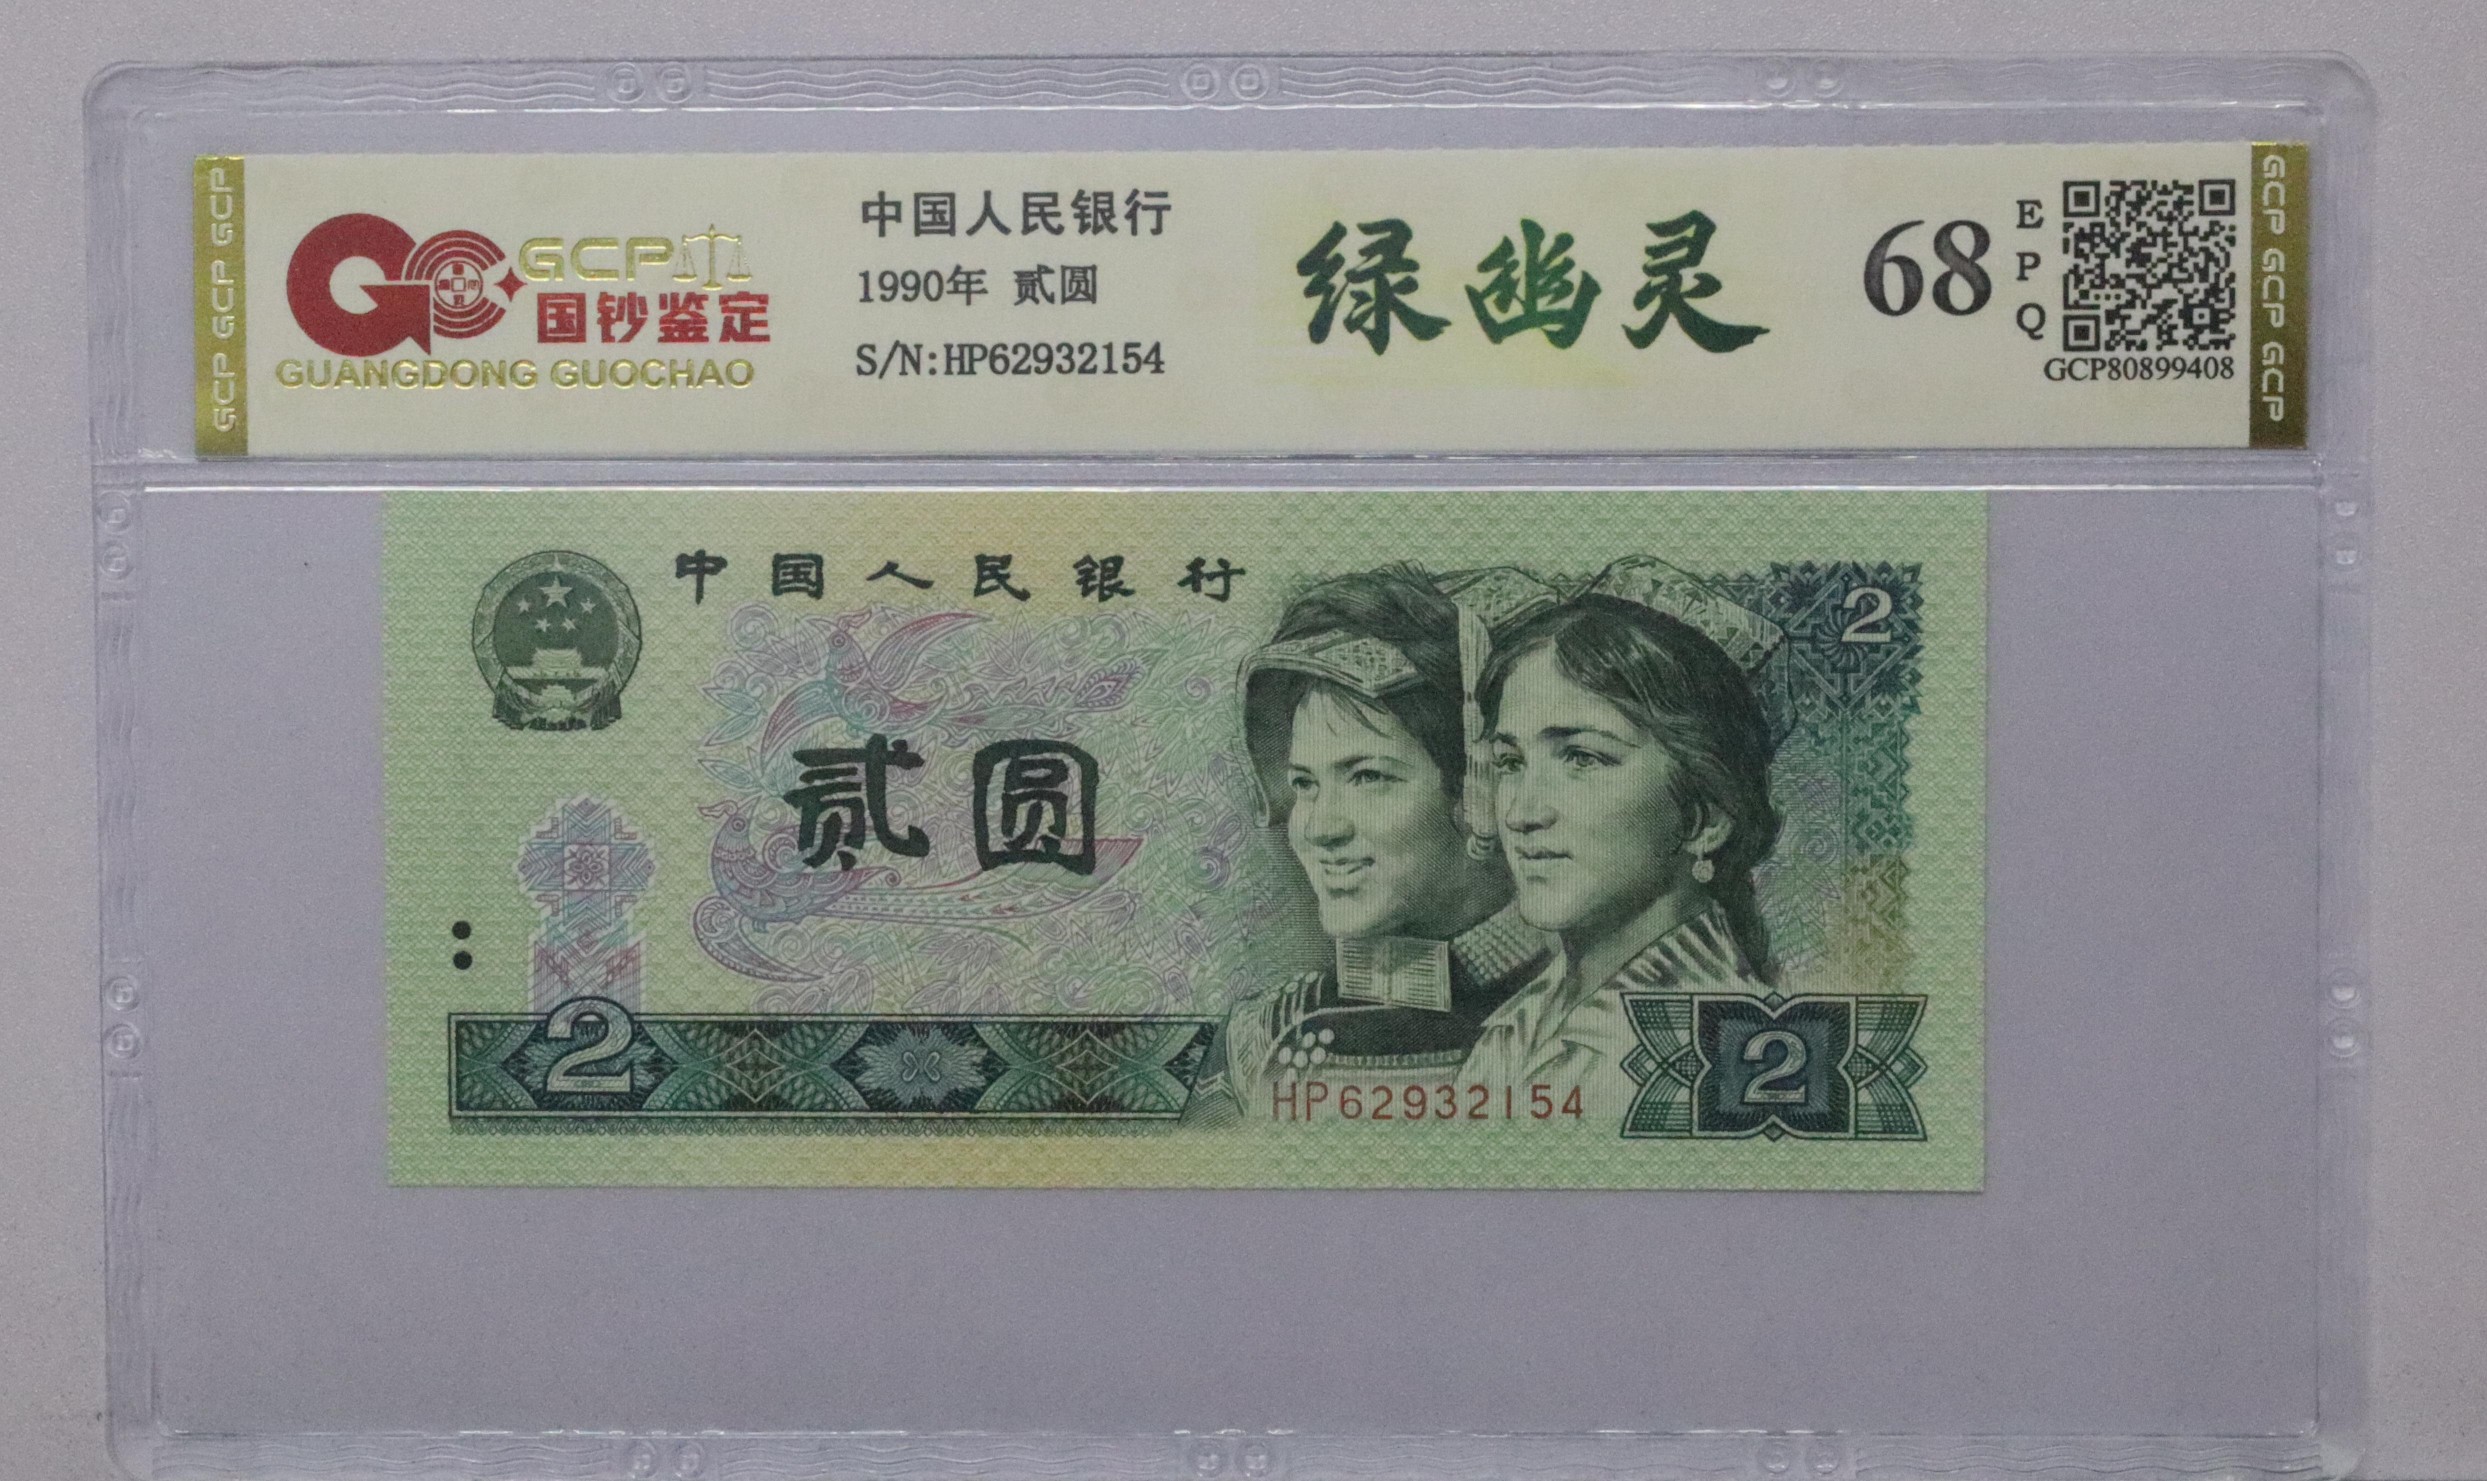 GCP GCP GCP
GCP
国钞鉴定
GUANGDONG GUOCHAO
中国人民银行
1990年 贰圆
S/N:HP62932154
绿幽灵
68
E
P
Q
GCP80899408
GCP GCP GCP
中国人民银行
2
贰圆
2
HP62932154
2